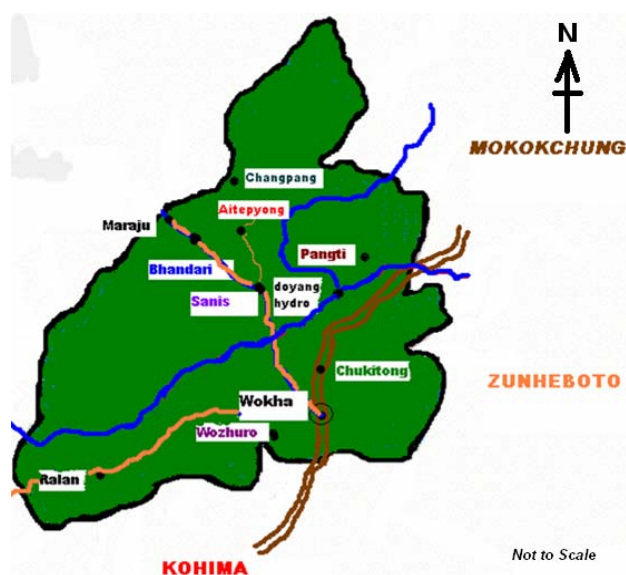 N
MOKOKCHUNG
Changpang
Aitepyong
Maraju
Pangti
Bhandari
doyang
hydro
Sanis
Chukitong
ZUNHEBOTO
Wokha
Wozhuro
Ralan
Not to Scale
KOHIMA